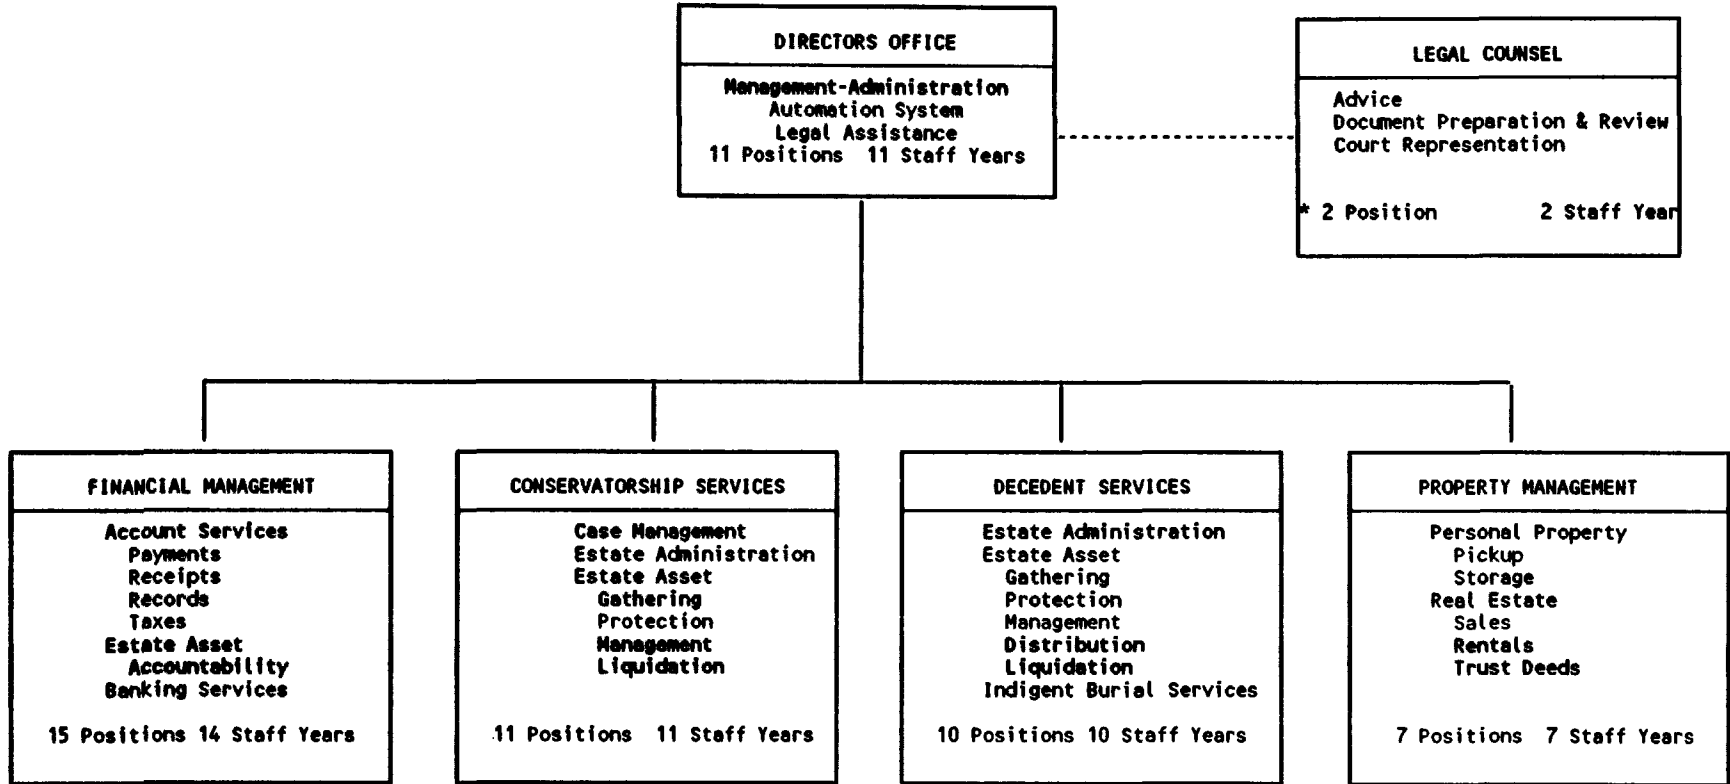 DIRECTORS OFFICE
Management-Administration
Automation System
Legal Assistance
11 Positions 11 Staff Years
LEGAL COUNSEL
Advice
Document Preparation & Review
Court Representation
* 2 Position 2 Staff Year
FINANCIAL MANAGEMENT
Account Services
Payments
Receipts
Records
Taxes
Estate Asset
Accountability
Banking Services
15 Positions 14 Staff Years
CONSERVATORSHIP SERVICES
Case Management
Estate Administration
Estate Asset
Gathering
Protection
Management
Liquidation
11 Positions 11 Staff Years
DECEDENT SERVICES
Estate Administration
Estate Asset
Gathering
Protection
Management
Distribution
Liquidation
Indigent Burial Services
10 Positions 10 Staff Years
PROPERTY MANAGEMENT
Personal Property
Pickup
Storage
Real Estate
Sales
Rentals
Trust Deeds
7 Positions 7 Staff Years